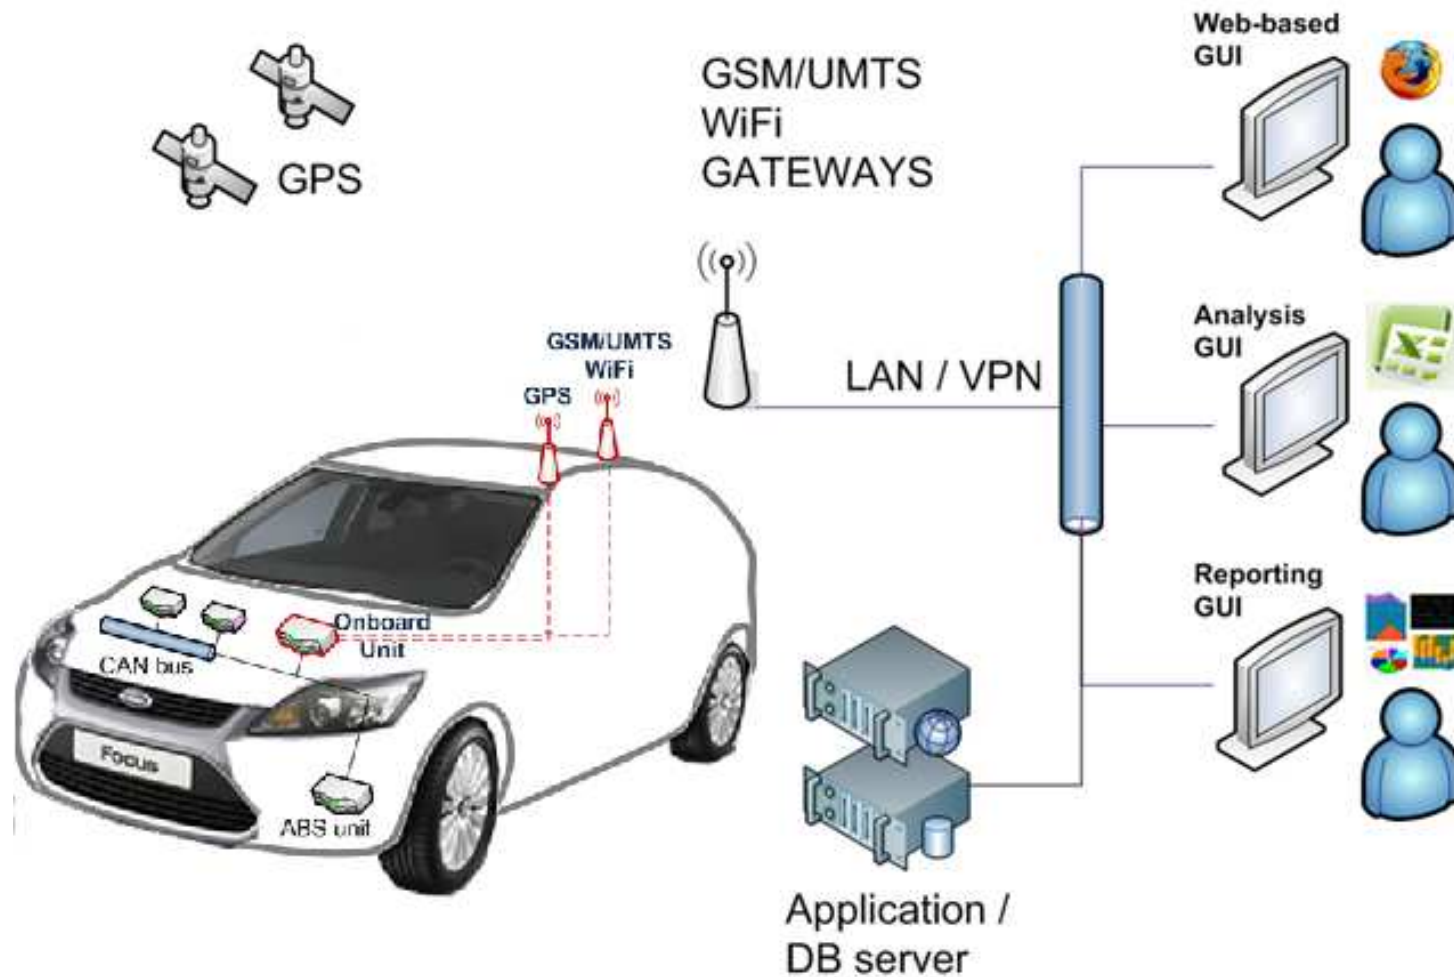 Web-based
GUI
GSM/UMTS
WiFi
GATEWAYS
GPS
Analysis
GUI
GSM/UMTS
WiFi
GPS
LAN / VPN
Reporting
GUI
Onboard
Unit
CAN bus
Ford
Focus
ABS unit
Application /
DB server